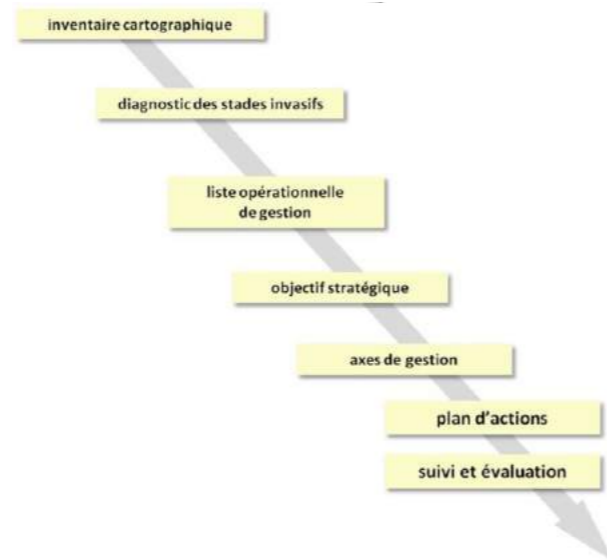 inventaire cartographique
diagnostic des stades invasifs
liste opérationnelle
de gestion
objectif stratégique
axes de gestion
plan d'actions
suivi et évaluation